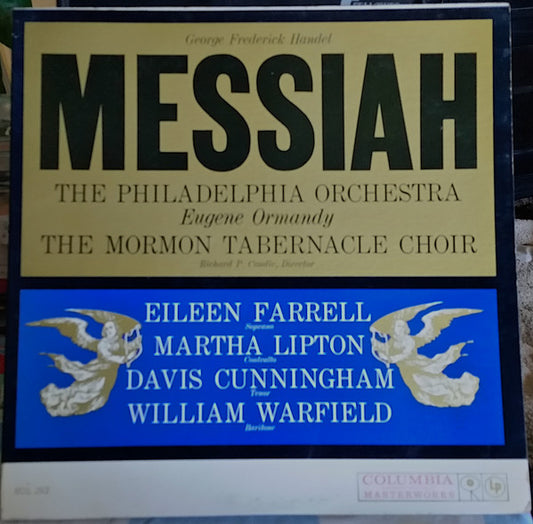 George Frederick Handel
MESSIAH
THE PHILADELPHIA ORCHESTRA
Eugene Ormandy
THE MORMON TABERNACLE CHOIR
Richard P. Condie, Director
EILEEN FARRELL
Soprano
MARTHA LIPTON
Contralto
DAVIS CUNNINGHAM
Tenor
WILLIAM WARFIELD
Baritone
COLUMBIA
MASTERWORKS
LP